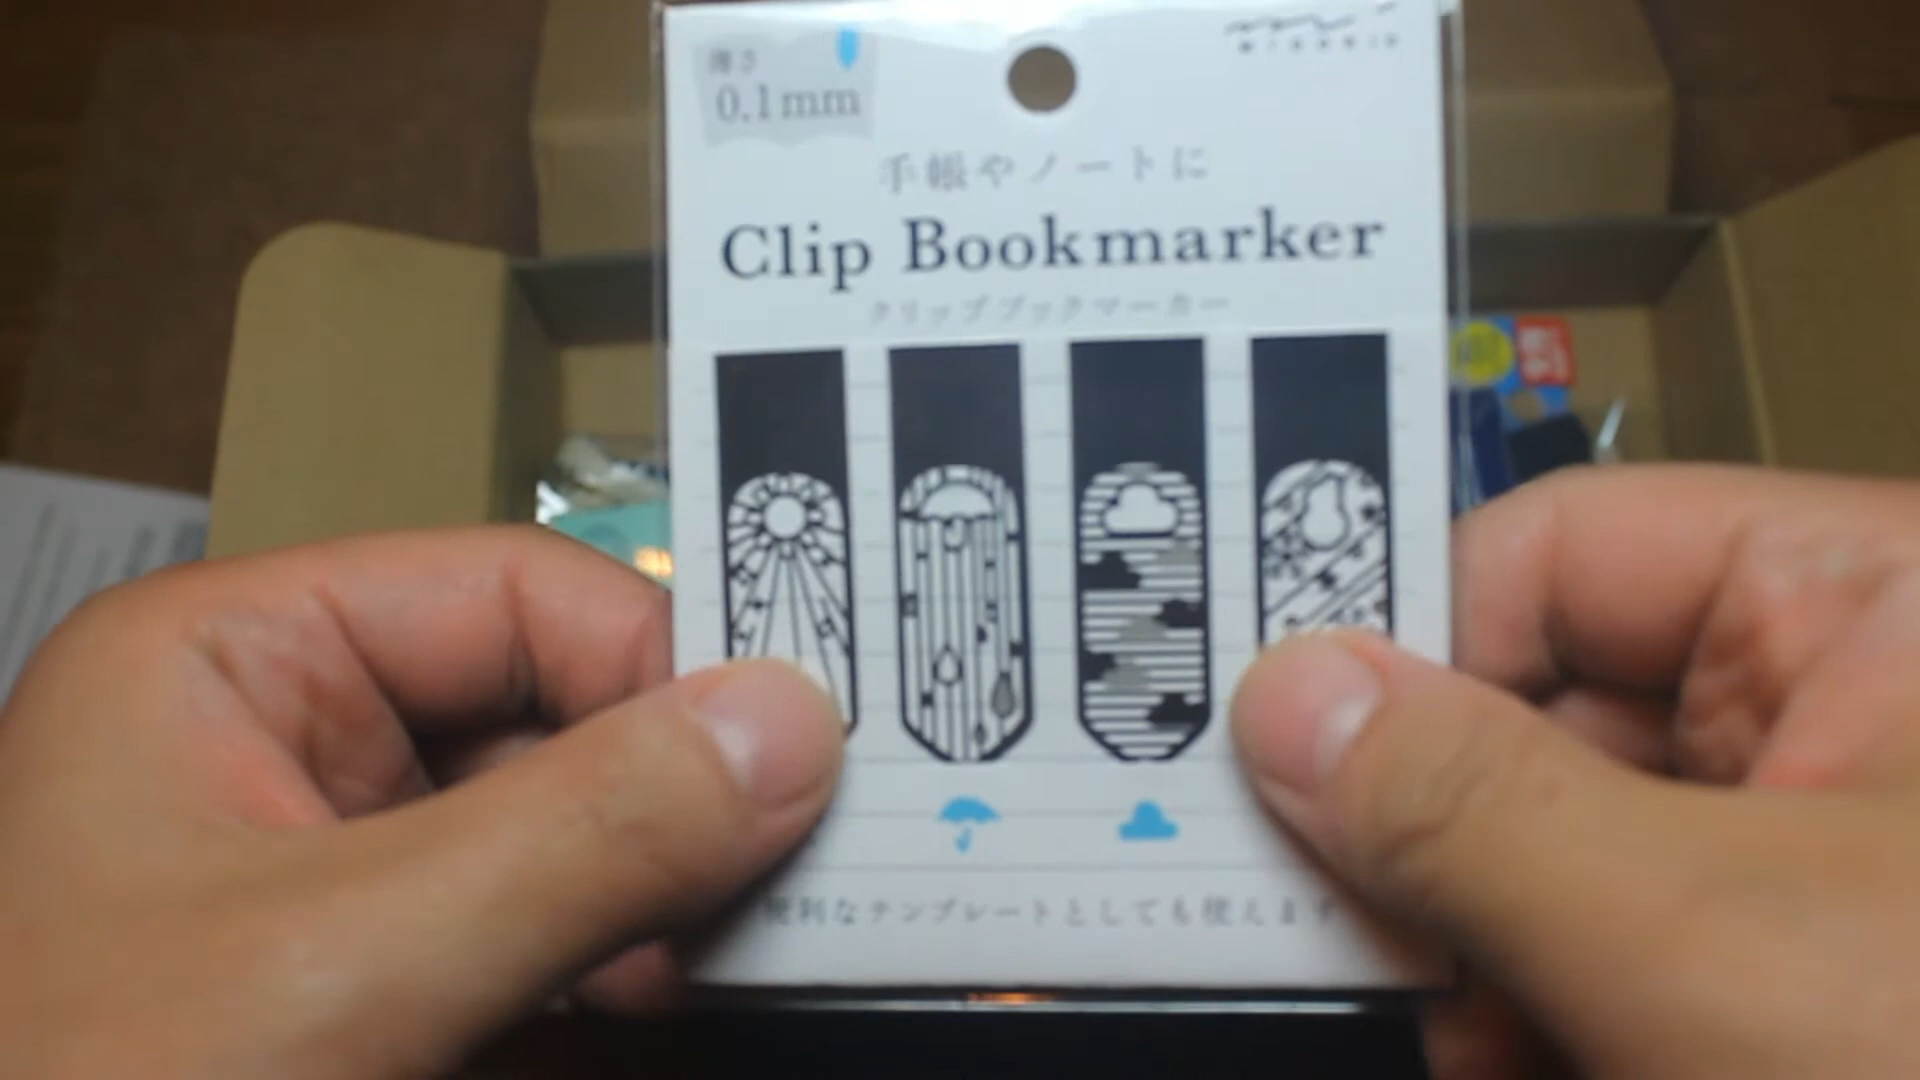 薄さ
0.1mm
MIDORI
手帳やノートに
Clip Bookmarker
クリップブックマーカー
便利なテンプレートとしても使えます